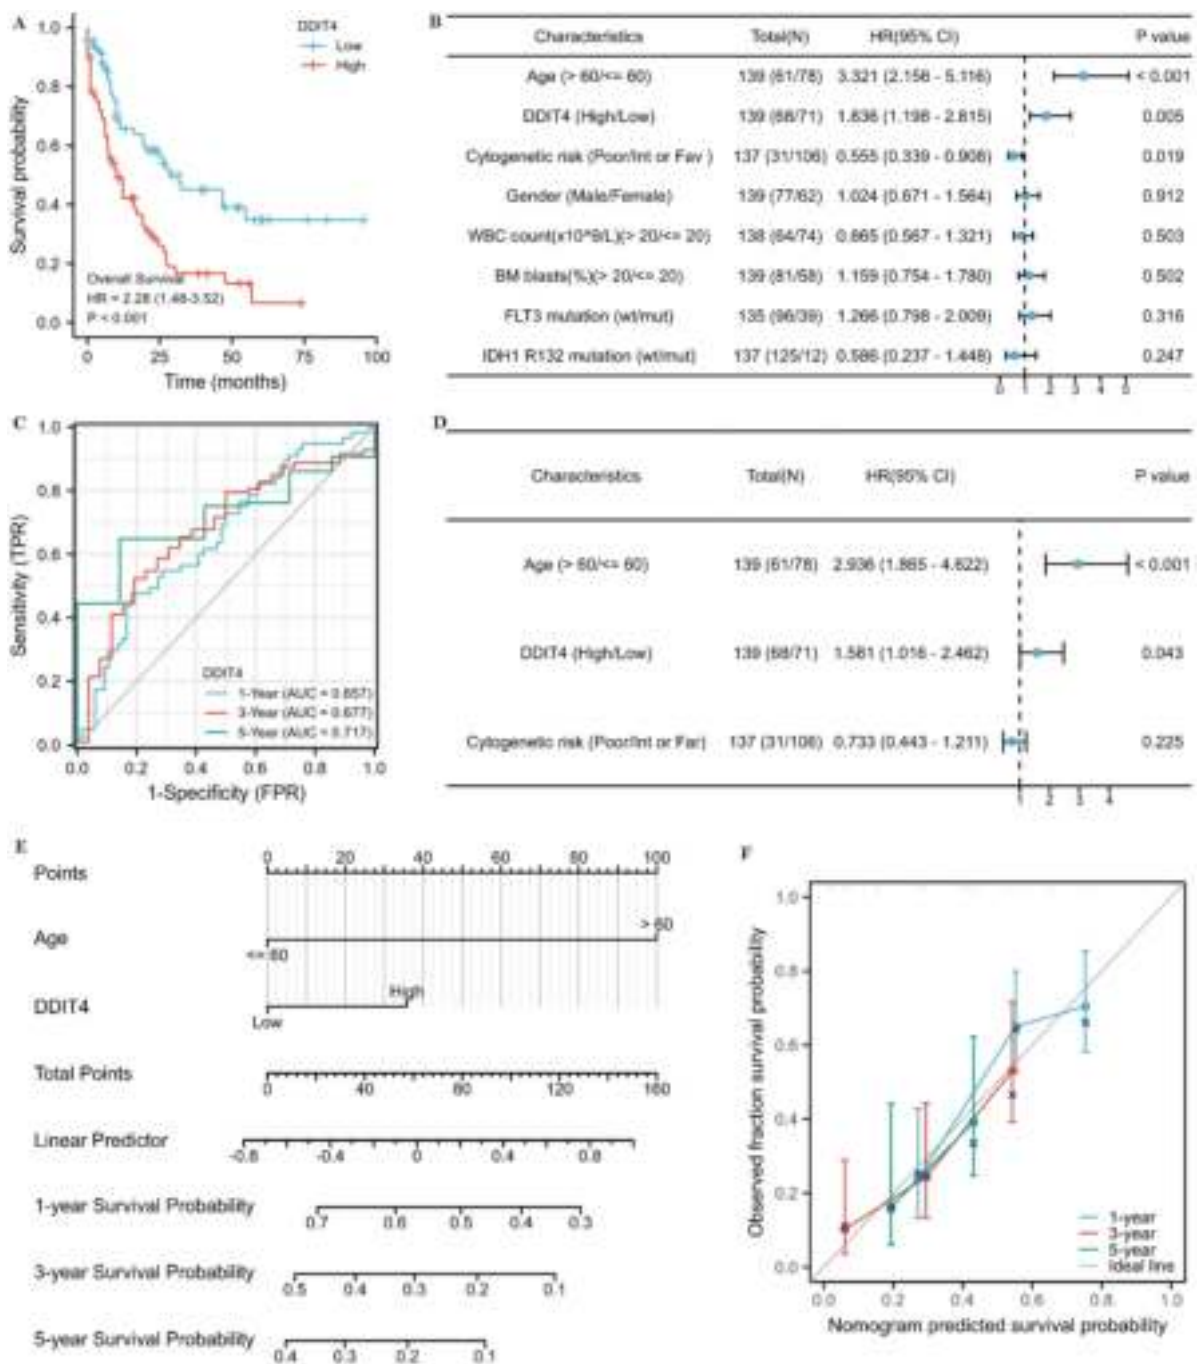 A
DDIT4
Low
High
Survival probability
1.0
0.8
0.6
0.4
0.2
0.0
Overall Survival
HR = 2.28 (1.48-3.52)
P < 0.001
0 25 50 75 100
Time (months)
B
Characteristics Total(N) HR(95% CI) P value
Age (> 60/<= 60) 139 (61/78) 3.321 (2.156 - 5.116) < 0.001
DDIT4 (High/Low) 139 (68/71) 1.836 (1.198 - 2.815) 0.005
Cytogenetic risk (Poor/Int or Fav ) 137 (31/106) 0.555 (0.339 - 0.908) 0.019
Gender (Male/Female) 139 (77/62) 1.024 (0.671 - 1.564) 0.912
WBC count(x10^9/L)(> 20/<= 20) 138 (64/74) 0.865 (0.567 - 1.321) 0.503
BM blasts(%)(> 20/<= 20) 139 (81/58) 1.159 (0.754 - 1.780) 0.502
FLT3 mutation (wt/mut) 135 (96/39) 1.266 (0.798 - 2.009) 0.316
IDH1 R132 mutation (wt/mut) 137 (125/12) 0.586 (0.237 - 1.448) 0.247
0 1 2 3 4 5
C
Sensitivity (TPR)
1.0
0.8
0.6
0.4
0.2
0.0
DDIT4
1-Year (AUC = 0.657)
3-Year (AUC = 0.677)
5-Year (AUC = 0.717)
0.0 0.2 0.4 0.6 0.8 1.0
1-Specificity (FPR)
D
Characteristics Total(N) HR(95% CI) P value
Age (> 60/<= 60) 139 (61/78) 2.936 (1.865 - 4.622) < 0.001
DDIT4 (High/Low) 139 (68/71) 1.581 (1.016 - 2.462) 0.043
Cytogenetic risk (Poor/Int or Far) 137 (31/106) 0.733 (0.443 - 1.211) 0.225
1 2 3 4
E
Points
0 20 40 60 80 100
Age
> 60
<= 60
DDIT4
High
Low
Total Points
0 40 80 120 160
Linear Predictor
-0.8 -0.4 0 0.4 0.8
1-year Survival Probability
0.7 0.6 0.5 0.4 0.3
3-year Survival Probability
0.5 0.4 0.3 0.2 0.1
5-year Survival Probability
0.4 0.3 0.2 0.1
F
Observed fraction survival probability
1.0
0.8
0.6
0.4
0.2
0.0
1-year
3-year
5-year
Ideal line
0.0 0.2 0.4 0.6 0.8 1.0
Nomogram predicted survival probability